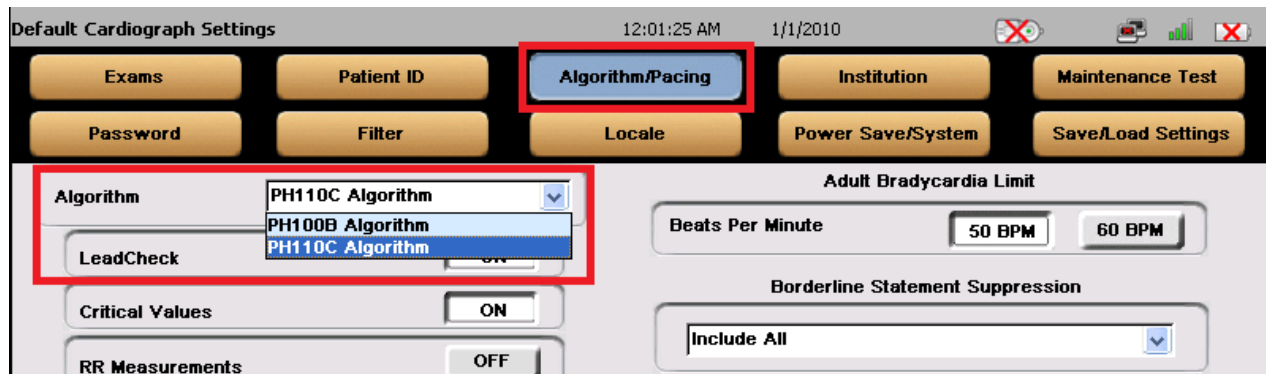 Default Cardiograph Settings 12:01:25 AM 1/1/2010
Exams Patient ID Algorithm/Pacing Institution Maintenance Test
Password Filter Locale Power Save/System Save/Load Settings
Algorithm PH110C Algorithm
PH100B Algorithm
PH110C Algorithm
LeadCheck ON
Critical Values ON
RR Measurements OFF
Adult Bradycardia Limit
Beats Per Minute 50 BPM 60 BPM
Borderline Statement Suppression
Include All